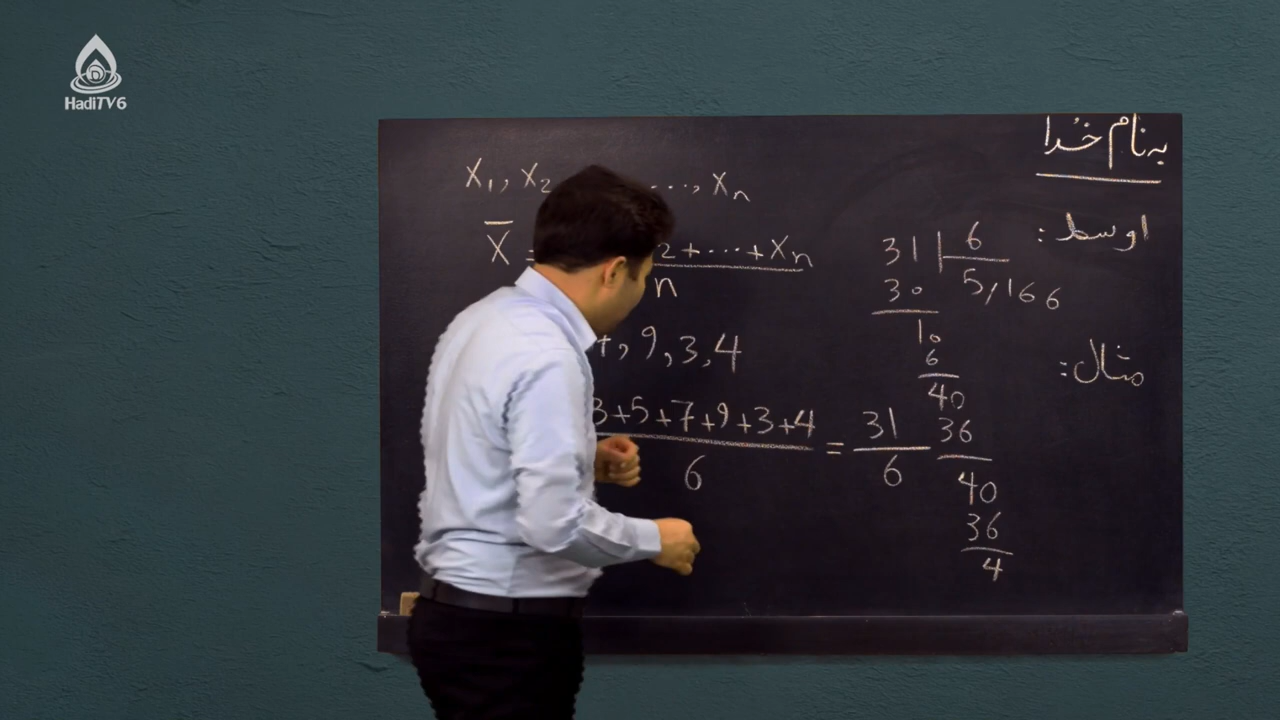 HadiTV6
به نام خدا
X₁, X₂ ..., Xₙ
اوسط:
X̄ = ₂+...+Xₙ
n
31 | 6
5/166
30
10
6
40
36
40
36
4
مثال:
, 9, 3, 4
3+5+7+9+3+4 = 31
6 6